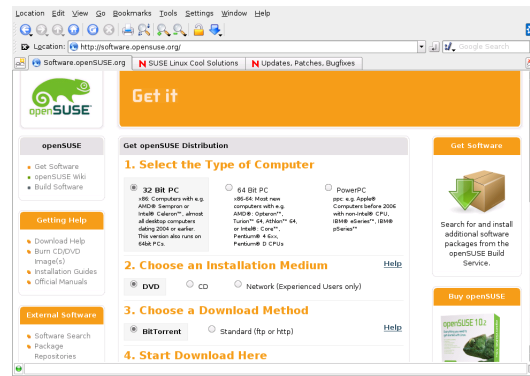 Location Edit View Go Bookmarks Tools Settings Window Help
Location: http://software.opensuse.org/
Google Search
Software.openSUSE.org
SUSE Linux Cool Solutions
Updates, Patches, Bugfixes
openSUSE
Get it
openSUSE
Get Software
openSUSE Wiki
Build Software
Getting Help
Download Help
Burn CD/DVD
Image(s)
Installation Guides
Official Manuals
External Software
Software Search
Package
Repositories
Get openSUSE Distribution
1. Select the Type of Computer
32 Bit PC
x86: Computers with e.g.
AMD® Sempron or
Intel® Celeron™, almost
all desktop computers
dating 2004 or earlier.
This version also runs on
64bit PCs.
64 Bit PC
x86-64: Most new
computers with e.g.
AMD®: Opteron™,
Turion™ 64, Athlon™ 64,
or Intel®: Core™,
Pentium® 4 6xx,
Pentium® D CPUs
PowerPC
ppc: e.g. Apple®
Computers before 2006
with non-Intel® CPU,
IBM® eSeries™, IBM®
pSeries™
2. Choose an Installation Medium
Help
DVD
CD
Network (Experienced Users only)
3. Choose a Download Method
Help
BitTorrent
Standard (ftp or http)
4. Start Download Here
Get Software
Search for and install
additional software
packages from the
openSUSE Build
Service.
Buy openSUSE
openSUSE 10.2